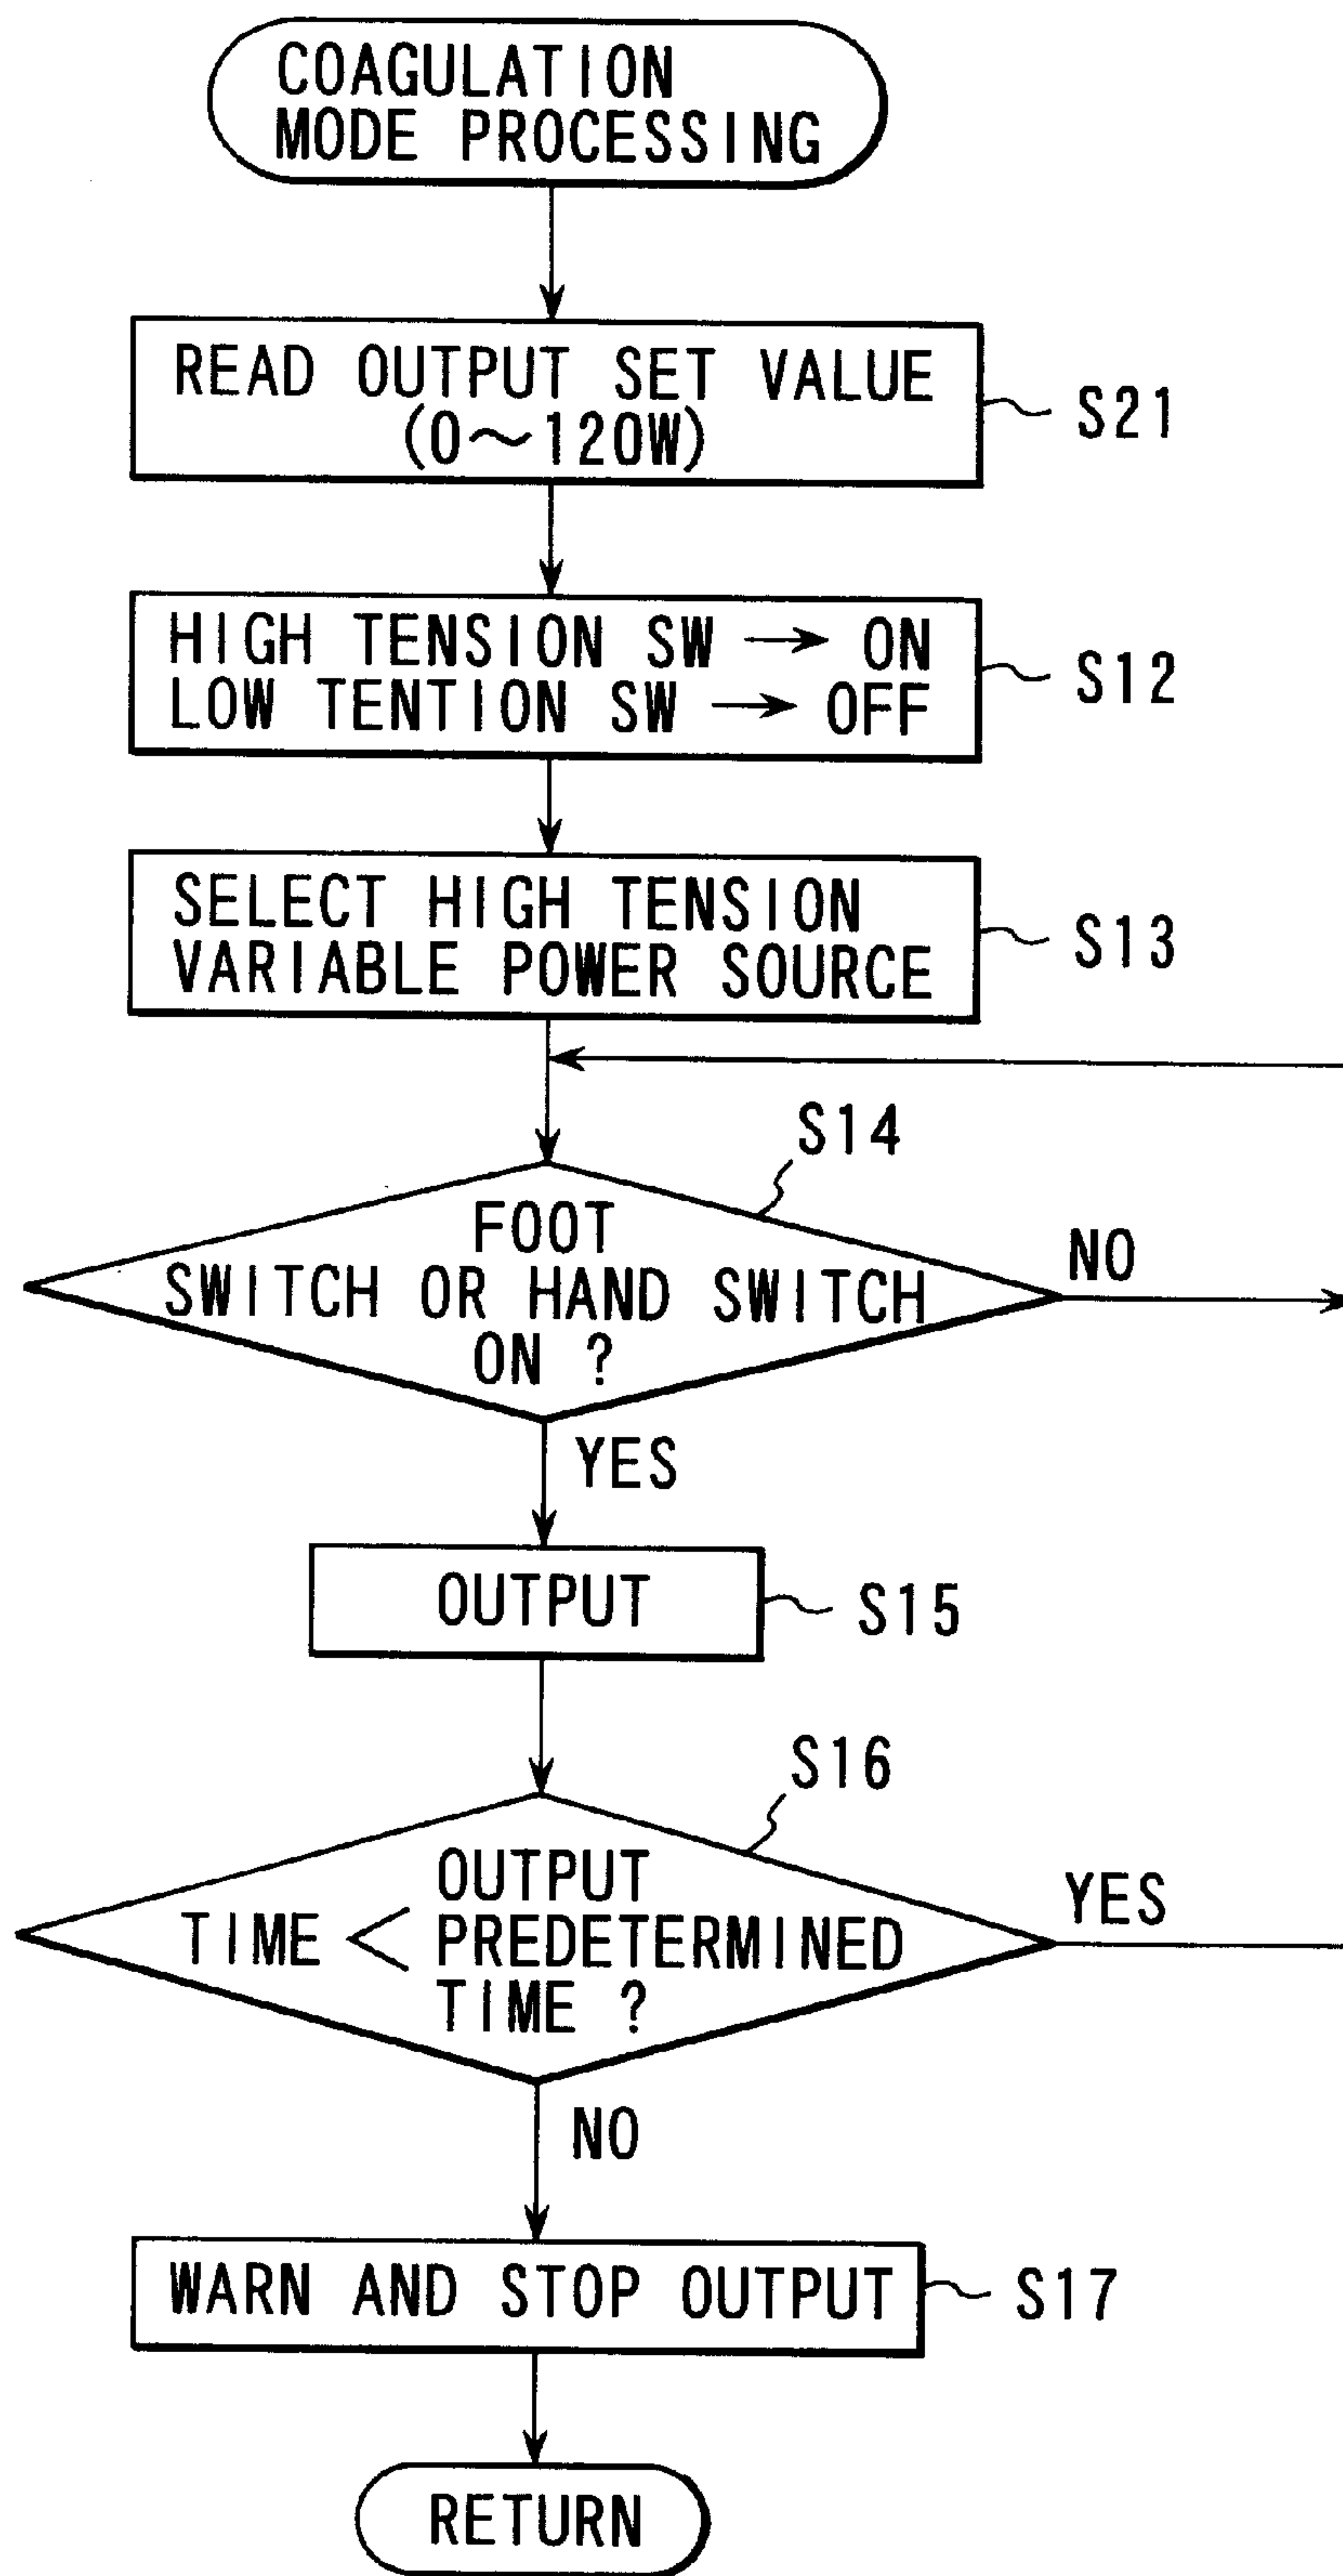 COAGULATION
MODE PROCESSING
READ OUTPUT SET VALUE
(0～120W)
S21
HIGH TENSION SW → ON
LOW TENTION SW → OFF
S12
SELECT HIGH TENSION
VARIABLE POWER SOURCE
S13
S14
FOOT
SWITCH OR HAND SWITCH
ON ?
NO
YES
OUTPUT
S15
S16
OUTPUT
TIME < PREDETERMINED
TIME ?
YES
NO
WARN AND STOP OUTPUT
S17
RETURN